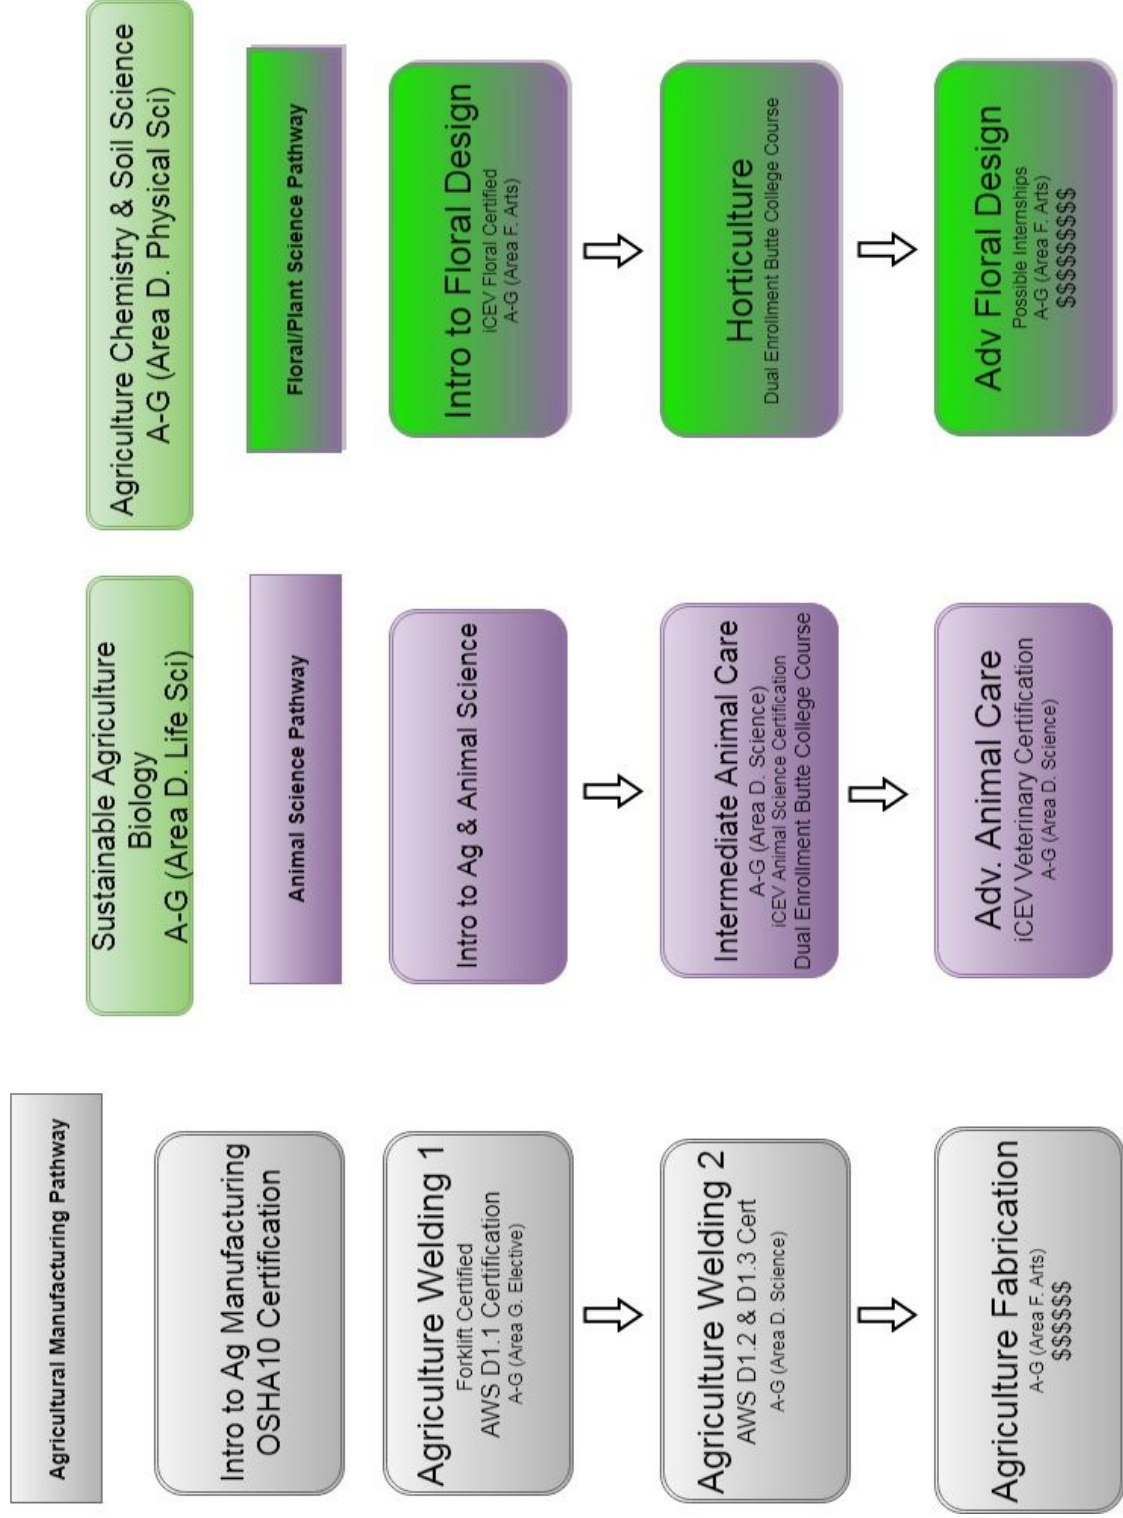 Agricultural Manufacturing Pathway
Intro to Ag Manufacturing
OSHA10 Certification
Agriculture Welding 1
Forklift Certified
AWS D1.1 Certification
A-G (Area G. Elective)
Agriculture Welding 2
AWS D1.2 & D1.3 Cert
A-G (Area D. Science)
Agriculture Fabrication
A-G (Area F. Arts)
$$$$$$
Sustainable Agriculture
Biology
A-G (Area D. Life Sci)
Animal Science Pathway
Intro to Ag & Animal Science
Intermediate Animal Care
A-G (Area D. Science)
iCEV Animal Science Certification
Dual Enrollment Butte College Course
Adv. Animal Care
iCEV Veterinary Certification
A-G (Area D. Science)
Agriculture Chemistry & Soil Science
A-G (Area D. Physical Sci)
Floral/Plant Science Pathway
Intro to Floral Design
iCEV Floral Certified
A-G (Area F. Arts)
Horticulture
Dual Enrollment Butte College Course
Adv Floral Design
Possible Internships
A-G (Area F. Arts)
$$$$$$$$$